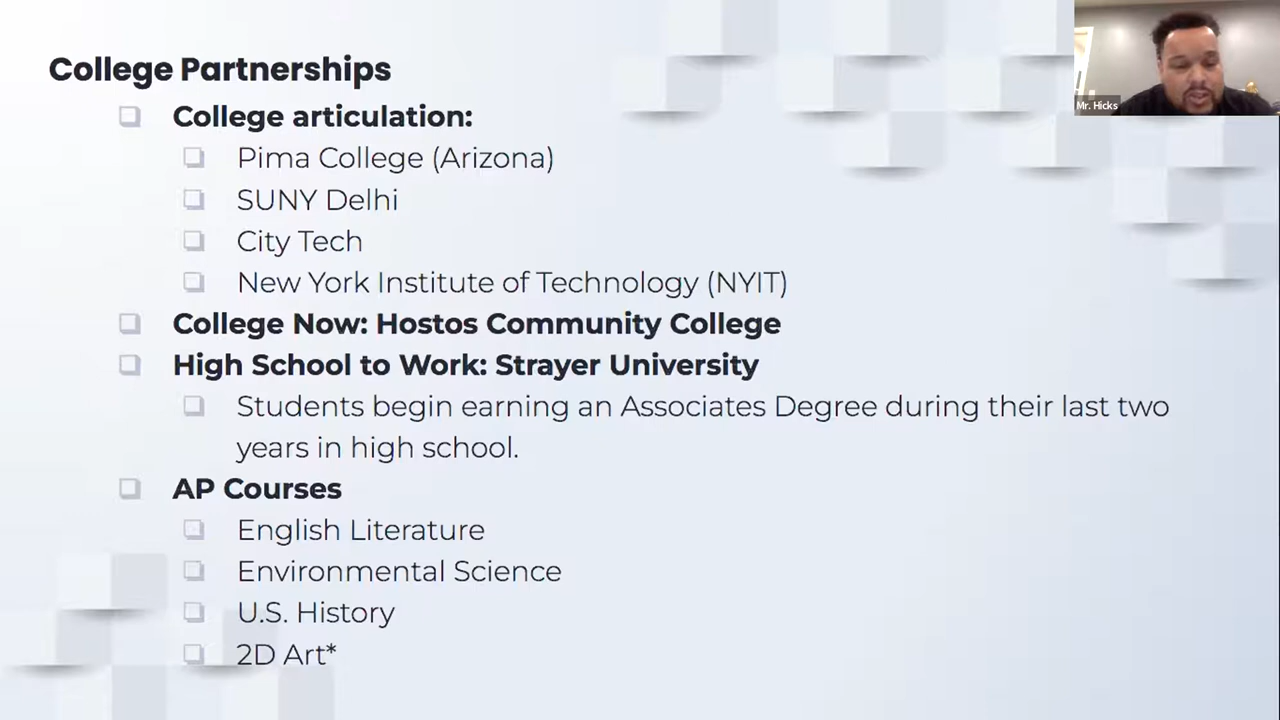 College Partnerships
College articulation:
Pima College (Arizona)
SUNY Delhi
City Tech
New York Institute of Technology (NYIT)
College Now: Hostos Community College
High School to Work: Strayer University
Students begin earning an Associates Degree during their last two
years in high school.
AP Courses
English Literature
Environmental Science
U.S. History
2D Art*
Mr. Hicks